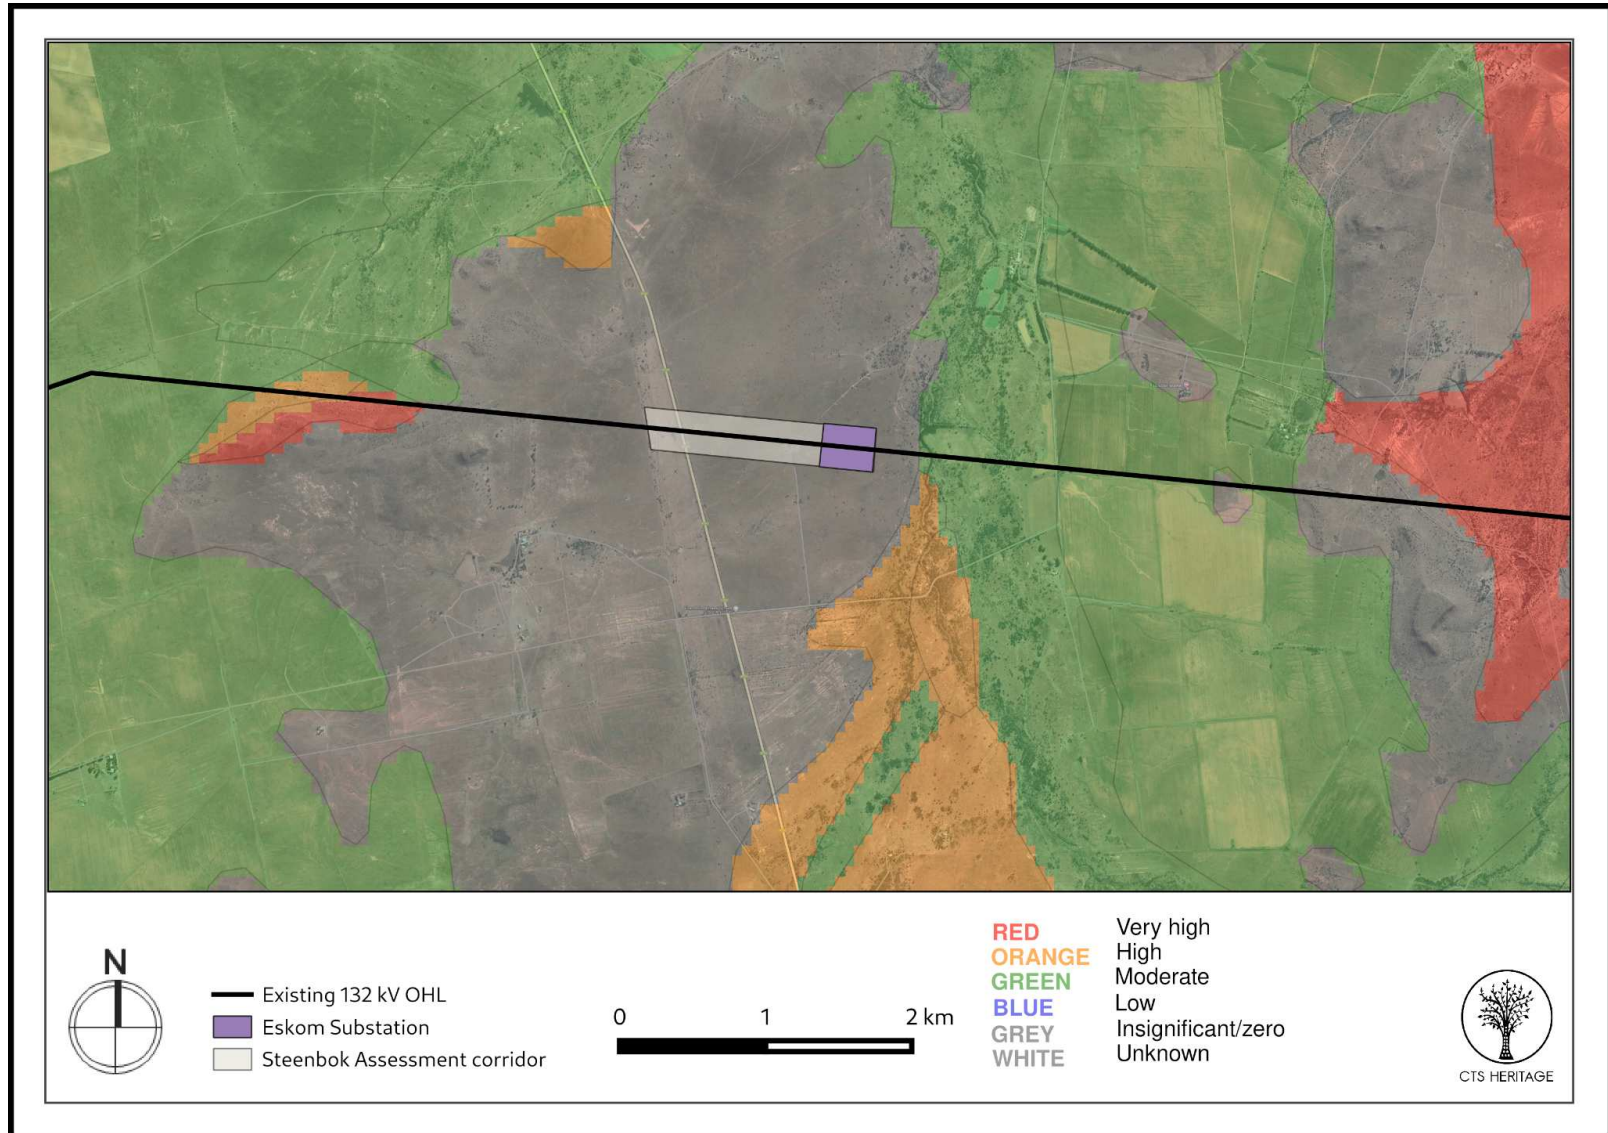 N
Existing 132 kV OHL
Eskom Substation
Steenbok Assessment corridor
0 1 2 km
RED Very high
ORANGE High
GREEN Moderate
BLUE Low
GREY Insignificant/zero
WHITE Unknown
CTS HERITAGE